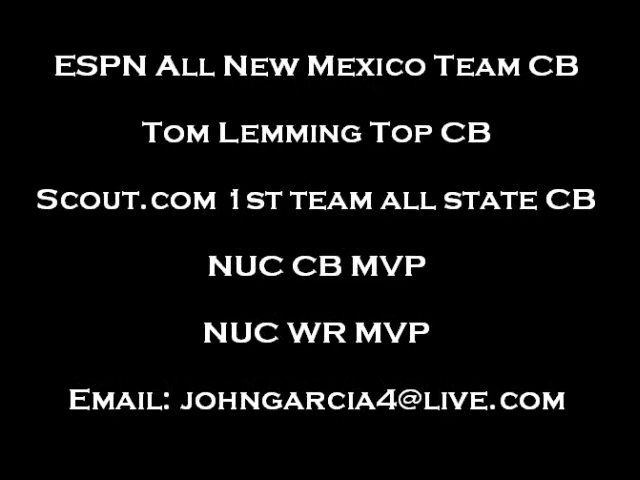 ESPN All New Mexico Team CB
Tom Lemming Top CB
Scout.com 1st team all state CB
NUC CB MVP
NUC WR MVP
Email: johngarcia4@live.com